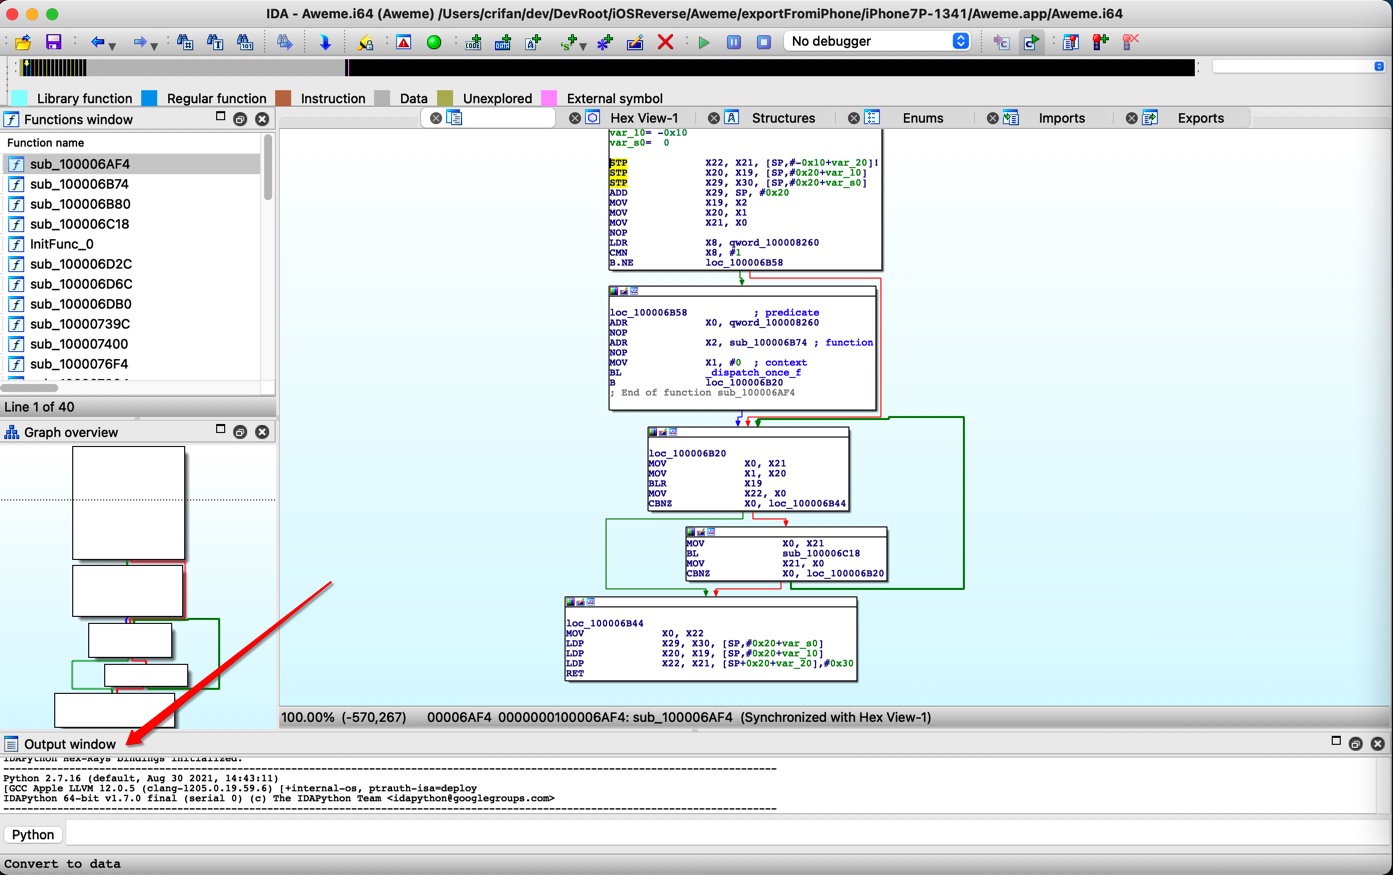 IDA - Aweme.i64 (Aweme) /Users/crifan/dev/DevRoot/iOSReverse/Aweme/exportFromiPhone/iPhone7P-1341/Aweme.app/Aweme.i64
No debugger
Library function Regular function Instruction Data Unexplored External symbol
Functions window
Hex View-1 Structures Enums Imports Exports
Function name
sub_100006AF4
sub_100006B74
sub_100006B80
sub_100006C18
InitFunc_0
sub_100006D2C
sub_100006D6C
sub_100006DB0
sub_10000739C
sub_100007400
sub_1000076F4
Line 1 of 40
Graph overview
var_10= -0x10
var_s0= 0
STP X22, X21, [SP,#-0x10+var_20]!
STP X20, X19, [SP,#0x20+var_10]
STP X29, X30, [SP,#0x20+var_s0]
ADD X29, SP, #0x20
MOV X19, X2
MOV X20, X1
MOV X21, X0
NOP
LDR X8, qword_100008260
CMN X8, #1
B.NE loc_100006B58
loc_100006B58 ; predicate
ADR X0, qword_100008260
NOP
ADR X2, sub_100006B74 ; function
NOP
MOV X1, #0 ; context
BL _dispatch_once_f
B loc_100006B20
; End of function sub_100006AF4
loc_100006B20
MOV X0, X21
MOV X1, X20
BLR X19
MOV X22, X0
CBNZ X0, loc_100006B44
MOV X0, X21
BL sub_100006C18
MOV X21, X0
CBNZ X0, loc_100006B20
loc_100006B44
MOV X0, X22
LDP X29, X30, [SP,#0x20+var_s0]
LDP X20, X19, [SP,#0x20+var_10]
LDP X22, X21, [SP+0x20+var_20],#0x30
RET
100.00% (-570,267) 00006AF4 0000000100006AF4: sub_100006AF4 (Synchronized with Hex View-1)
Output window
IDAPython Hex-Rays bindings initialized.
Python 2.7.16 (default, Aug 30 2021, 14:43:11)
[GCC Apple LLVM 12.0.5 (clang-1205.0.19.59.6) [+internal-os, ptrauth-isa=deploy
IDAPython 64-bit v1.7.0 final (serial 0) (c) The IDAPython Team <idapython@googlegroups.com>
Python
Convert to data